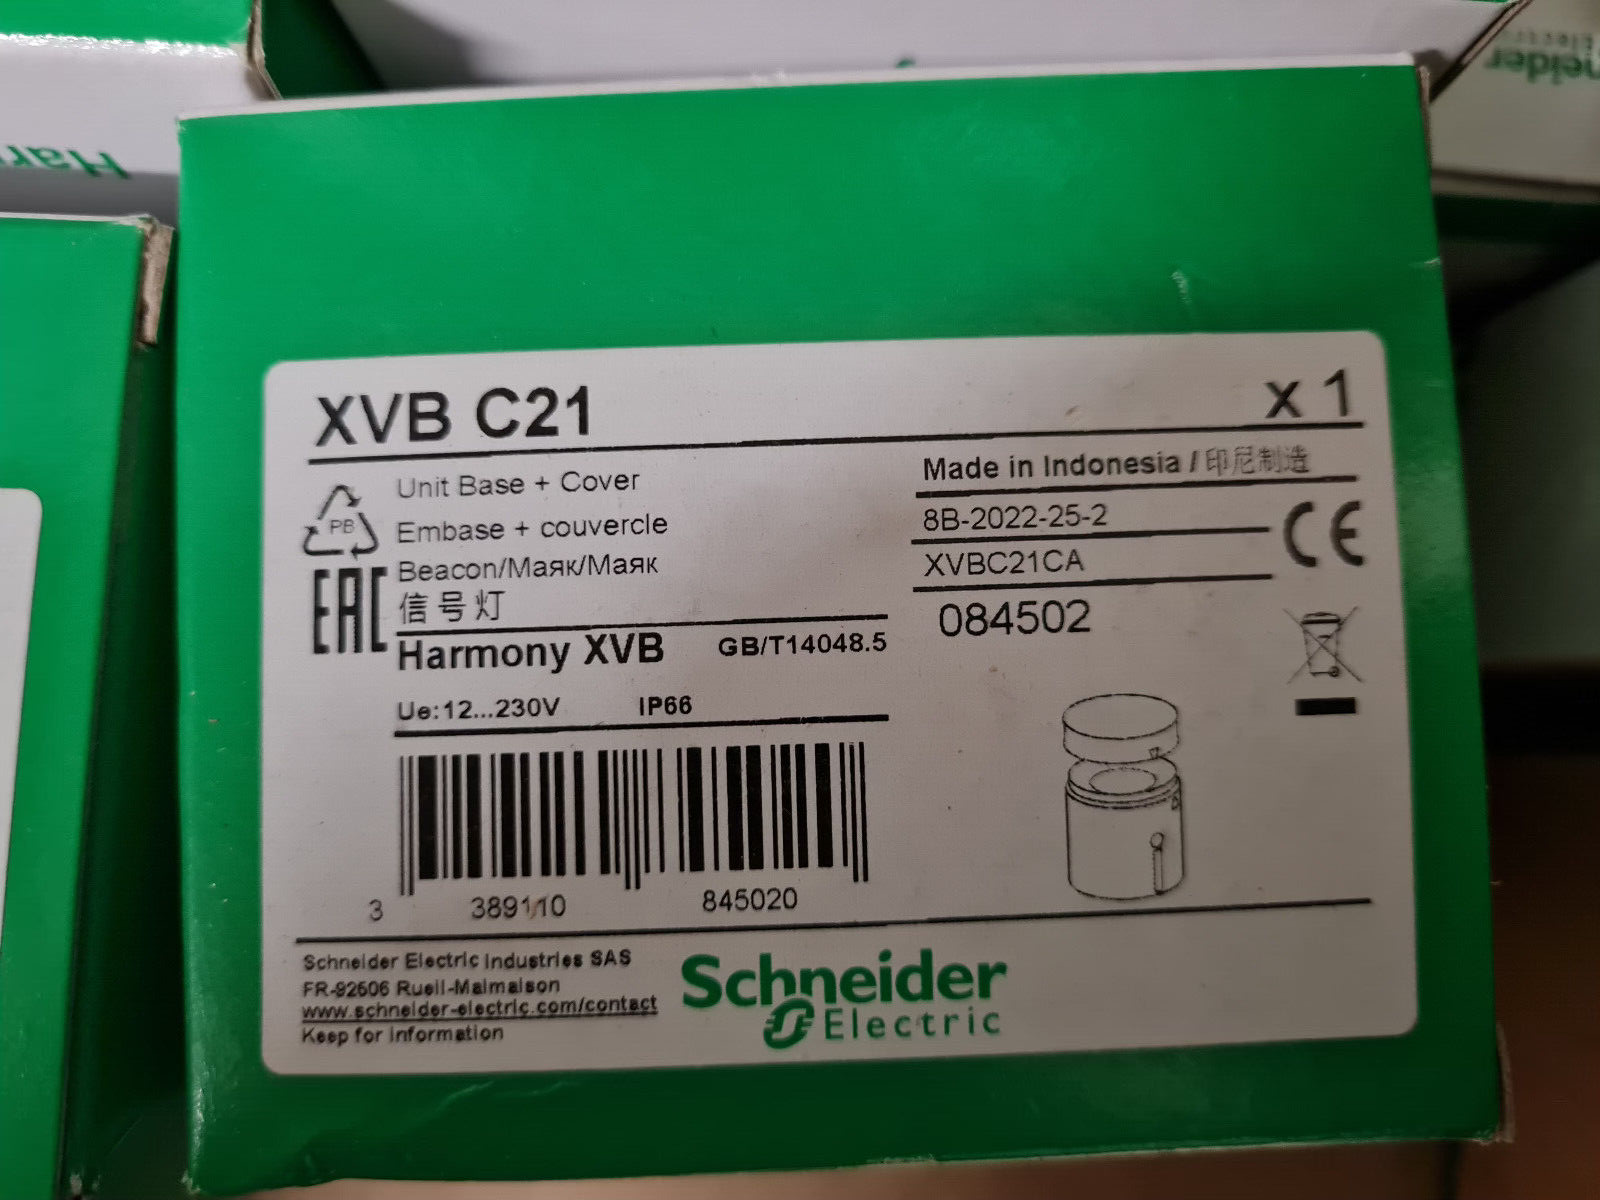 XVB C21
x 1
Unit Base + Cover
Embase + couvercle
Beacon/Маяк/Маяк
信号灯
PB
EAC
Harmony XVB GB/T14048.5
Ue:12...230V IP66
Made in Indonesia / 印尼制造
8B-2022-25-2
XVBC21CA
084502
CE
3 389110 845020
Schneider Electric Industries SAS
FR-92506 Rueil-Malmaison
www.schneider-electric.com/contact
Keep for information
Schneider
Electric